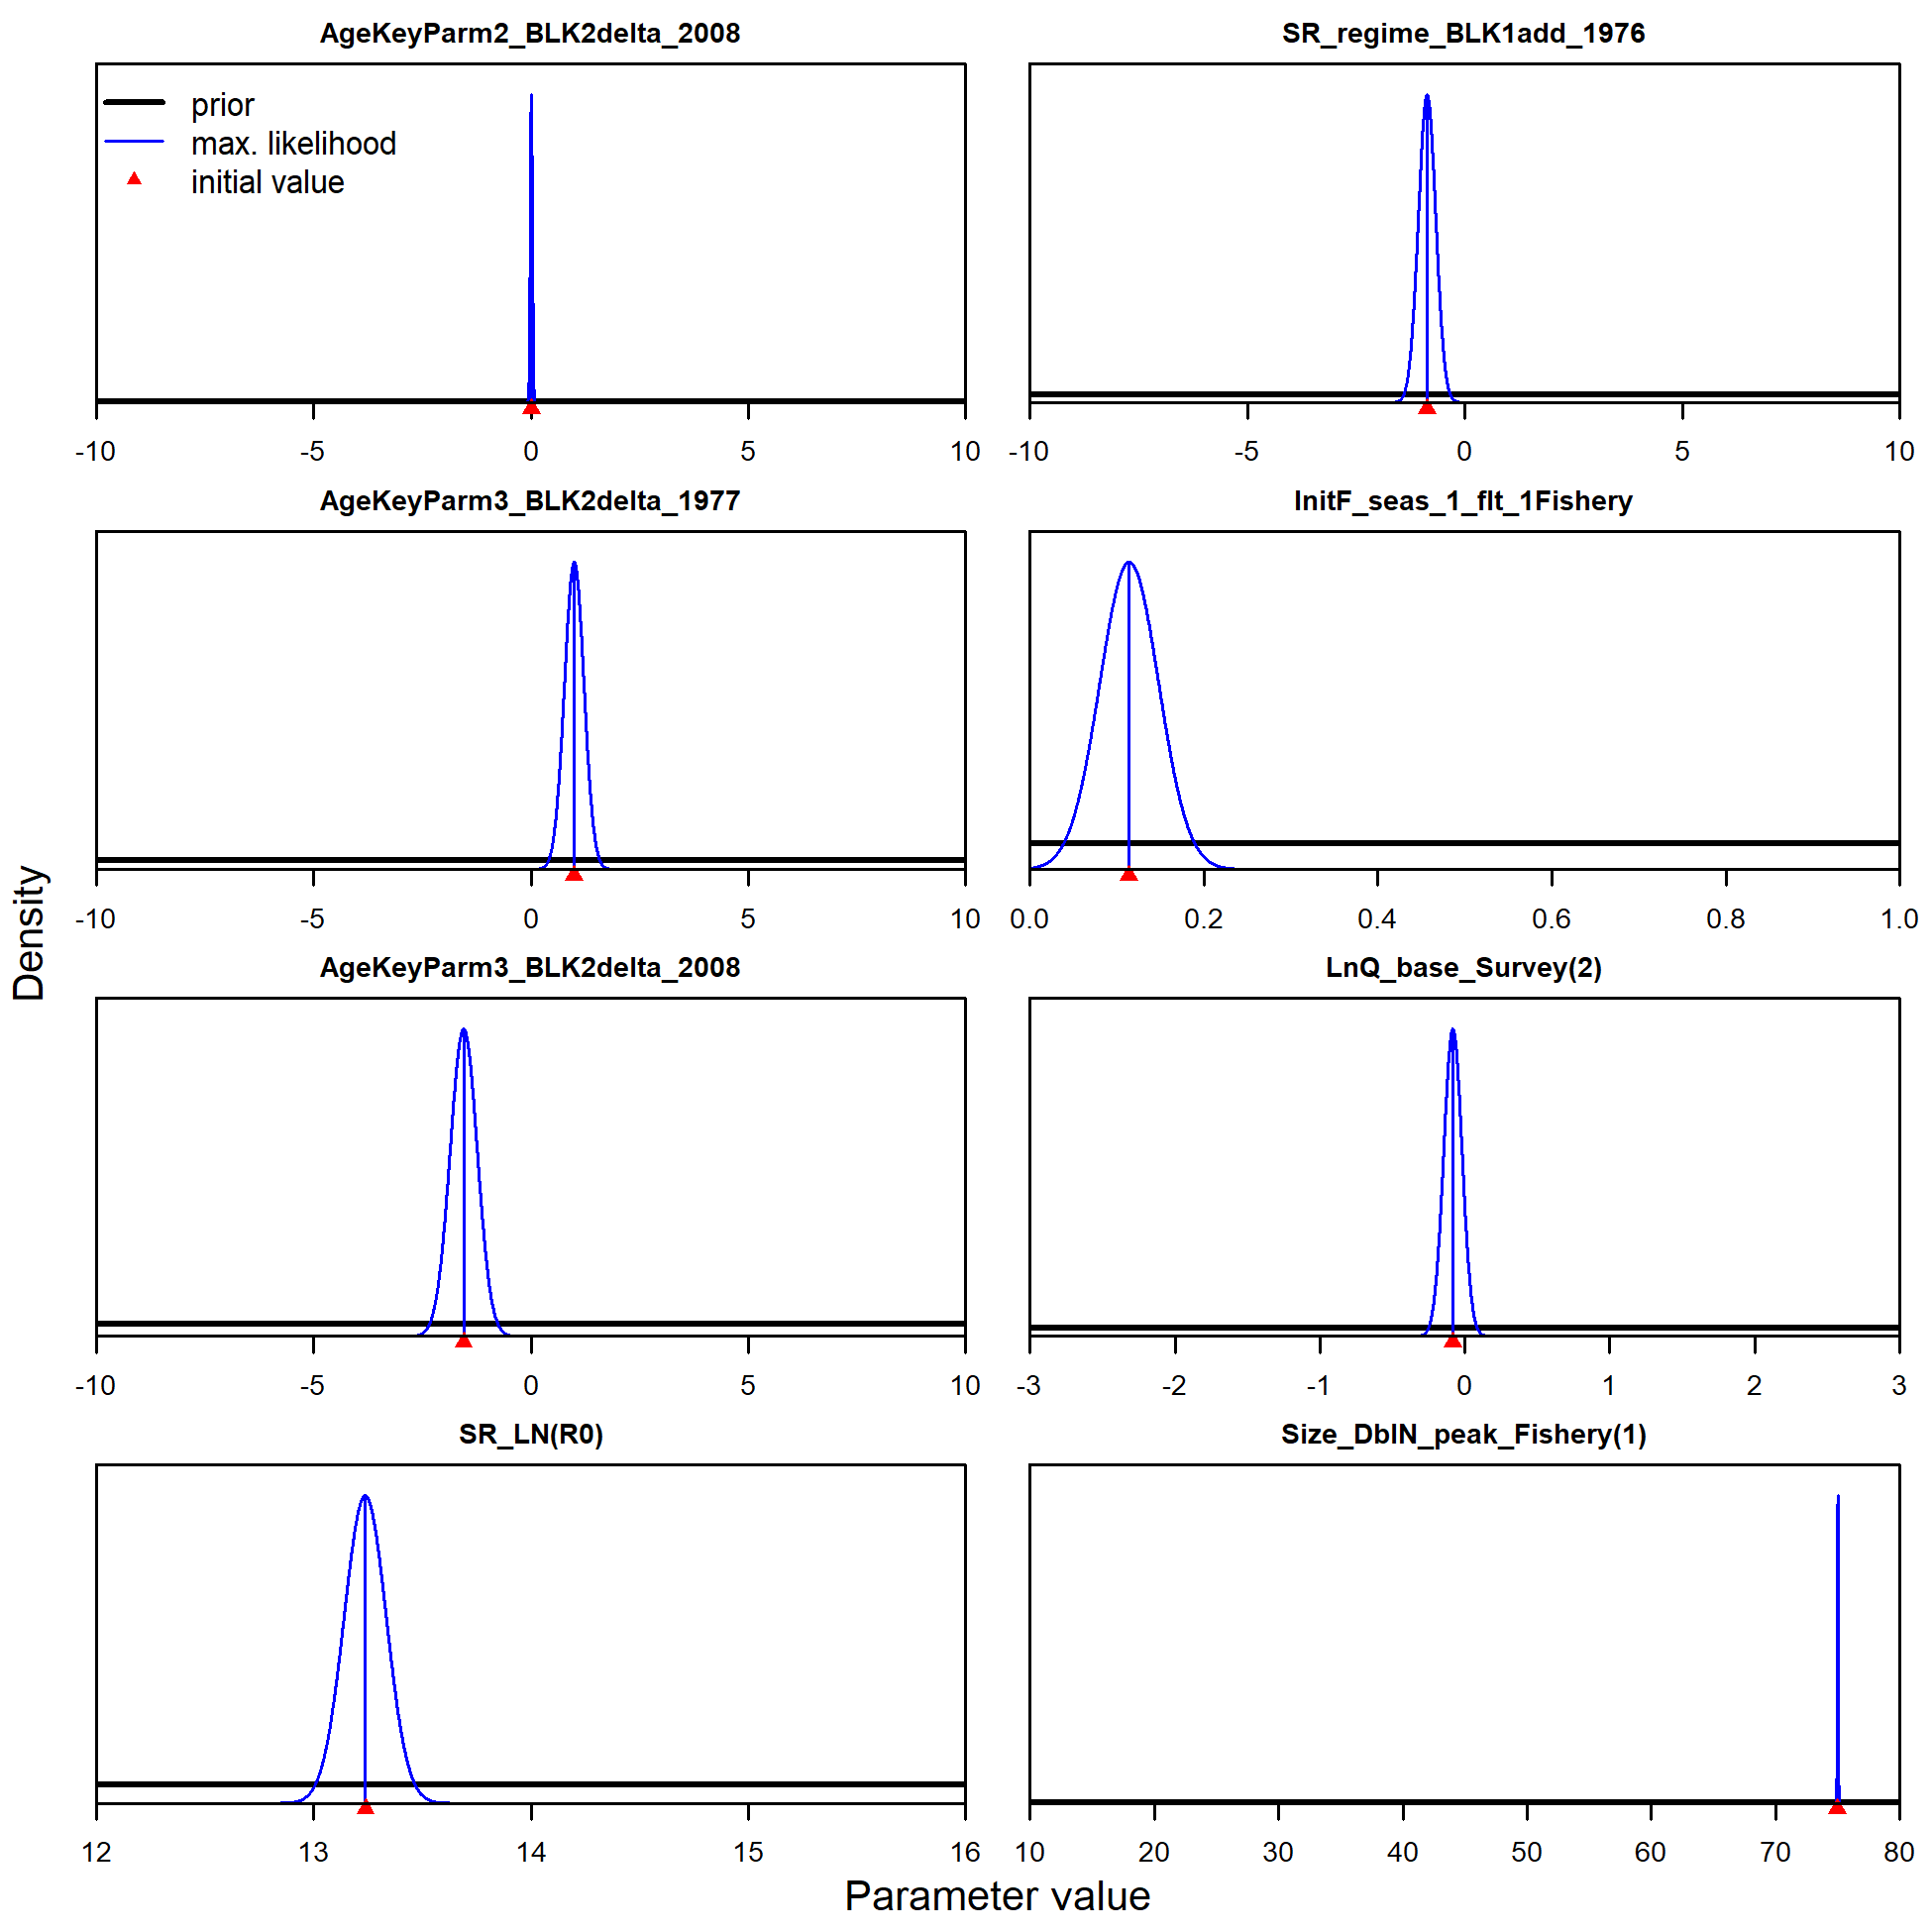 AgeKeyParm2_BLK2delta_2008
prior
max. likelihood
initial value
-10 -5 0 5 10
SR_regime_BLK1add_1976
-10 -5 0 5 10
AgeKeyParm3_BLK2delta_1977
-10 -5 0 5 10
InitF_seas_1_flt_1Fishery
0.0 0.2 0.4 0.6 0.8 1.0
AgeKeyParm3_BLK2delta_2008
-10 -5 0 5 10
LnQ_base_Survey(2)
-3 -2 -1 0 1 2 3
SR_LN(R0)
12 13 14 15 16
Size_DblN_peak_Fishery(1)
10 20 30 40 50 60 70 80
Density
Parameter value